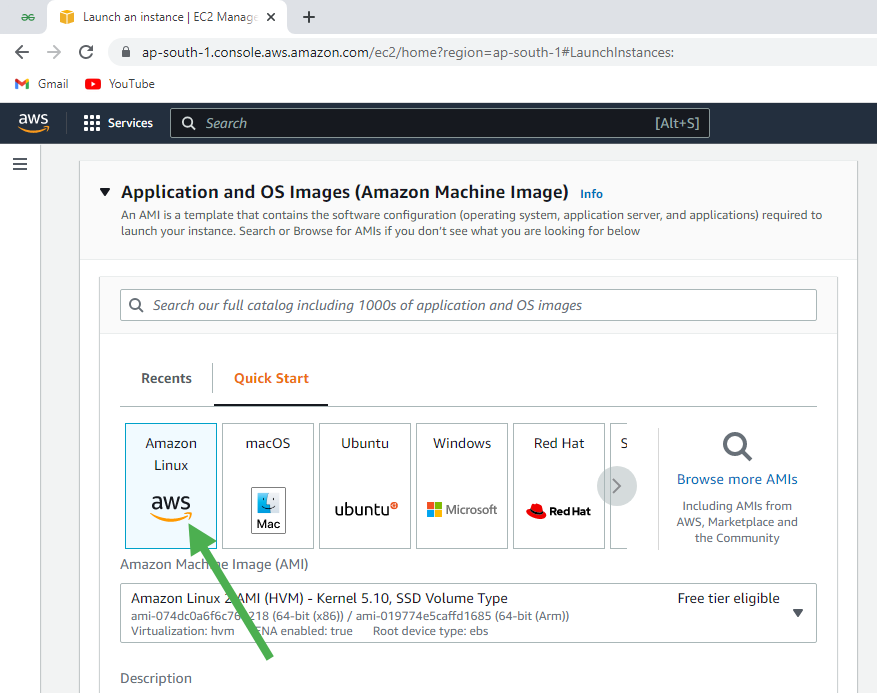 Launch an instance | EC2 Manage
ap-south-1.console.aws.amazon.com/ec2/home?region=ap-south-1#LaunchInstances:
Gmail YouTube
aws Services Search [Alt+S]
Application and OS Images (Amazon Machine Image) Info
An AMI is a template that contains the software configuration (operating system, application server, and applications) required to
launch your instance. Search or Browse for AMIs if you don't see what you are looking for below
Search our full catalog including 1000s of application and OS images
Recents Quick Start
Amazon
Linux
aws
macOS
Mac
Ubuntu
ubuntu
Windows
Microsoft
Red Hat
Red Hat
S
Browse more AMIs
Including AMIs from
AWS, Marketplace and
the Community
Amazon Machine Image (AMI)
Amazon Linux 2 AMI (HVM) - Kernel 5.10, SSD Volume Type Free tier eligible
(64-bit (x86)) / ami-019774e5caffd1685 (64-bit (Arm))
Virtualization: hvm ENA enabled: true Root device type: ebs
Description